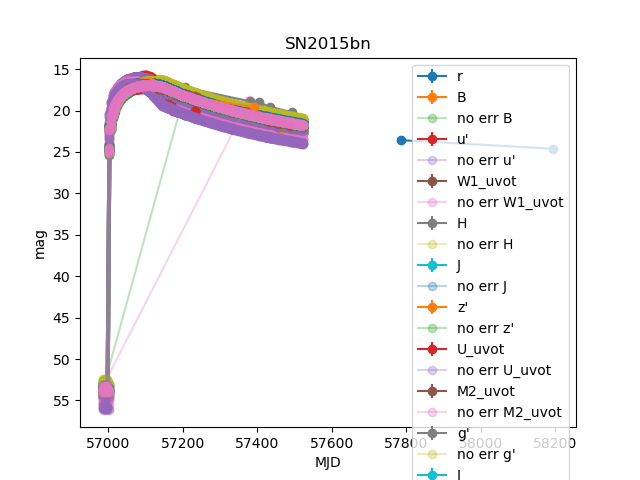 SN2015bn
15
20
25
30
35
40
45
50
55
mag
57000
57200
57400
57600
57800
58000
58200
MJD
r
B
no err B
u'
no err u'
W1_uvot
no err W1_uvot
H
no err H
J
no err J
z'
no err z'
U_uvot
no err U_uvot
M2_uvot
no err M2_uvot
g'
no err g'